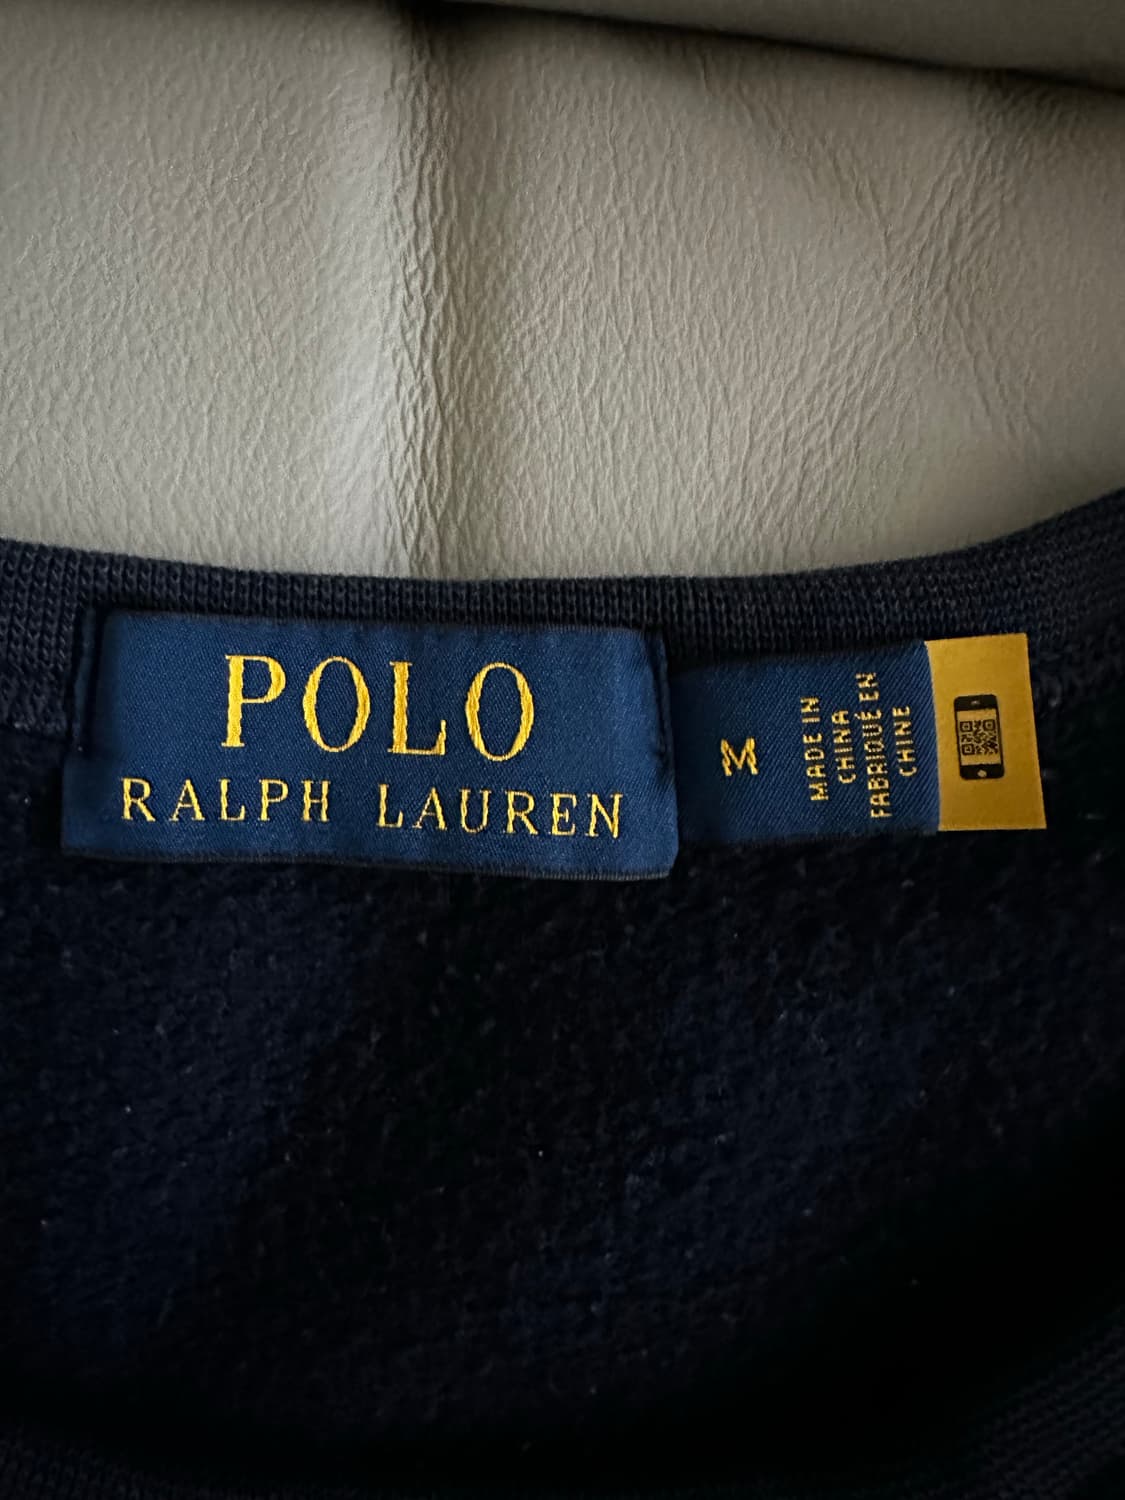 POLO
RALPH LAUREN
M
MADE IN
CHINA
FABRIQUÉ EN
CHINE